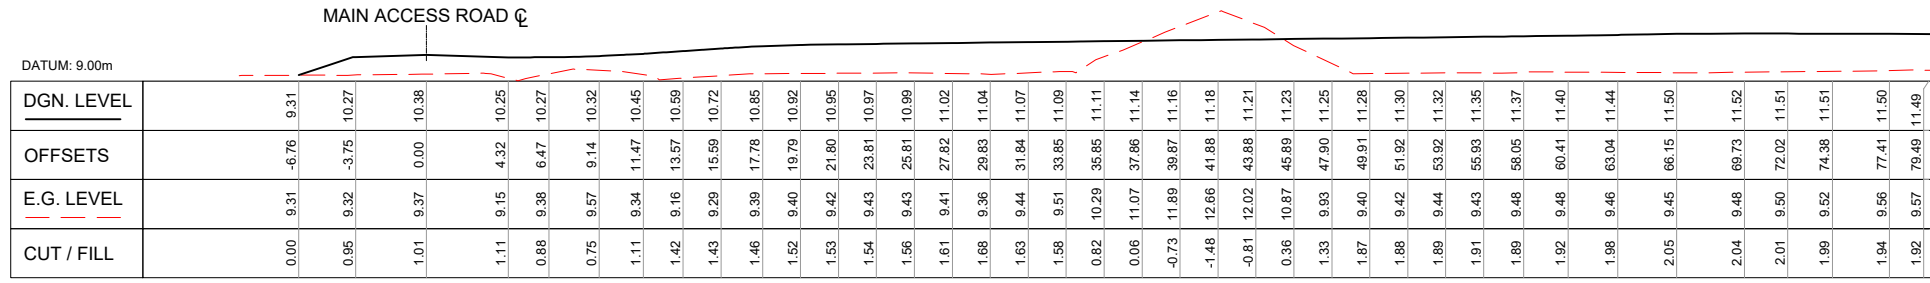 MAIN ACCESS ROAD ℄
DATUM: 9.00m
DGN. LEVEL 9.31 10.27 10.38 10.25 10.27 10.32 10.45 10.59 10.72 10.85 10.92 10.95 10.97 10.99 11.02 11.04 11.07 11.09 11.11 11.14 11.16 11.18 11.21 11.23 11.25 11.28 11.30 11.32 11.35 11.37 11.40 11.44 11.50 11.52 11.51 11.51 11.50 11.49
OFFSETS -6.76 -3.75 0.00 4.32 6.47 9.14 11.47 13.57 15.59 17.78 19.79 21.80 23.81 25.81 27.82 29.83 31.84 33.85 35.85 37.86 39.87 41.88 43.88 45.89 47.90 49.91 51.92 53.92 55.93 58.05 60.41 63.04 66.15 69.73 72.02 74.38 77.41 79.49
E.G. LEVEL 9.31 9.32 9.37 9.15 9.38 9.57 9.34 9.16 9.29 9.39 9.40 9.42 9.43 9.43 9.41 9.36 9.44 9.51 10.29 11.07 11.89 12.66 12.02 10.87 9.93 9.40 9.42 9.44 9.43 9.48 9.48 9.46 9.45 9.48 9.50 9.52 9.56 9.57
CUT / FILL 0.00 0.95 1.01 1.11 0.88 0.75 1.11 1.42 1.43 1.46 1.52 1.53 1.54 1.56 1.61 1.68 1.63 1.58 0.82 0.06 -0.73 -1.48 -0.81 0.36 1.33 1.87 1.88 1.89 1.91 1.89 1.92 1.98 2.05 2.04 2.01 1.99 1.94 1.92